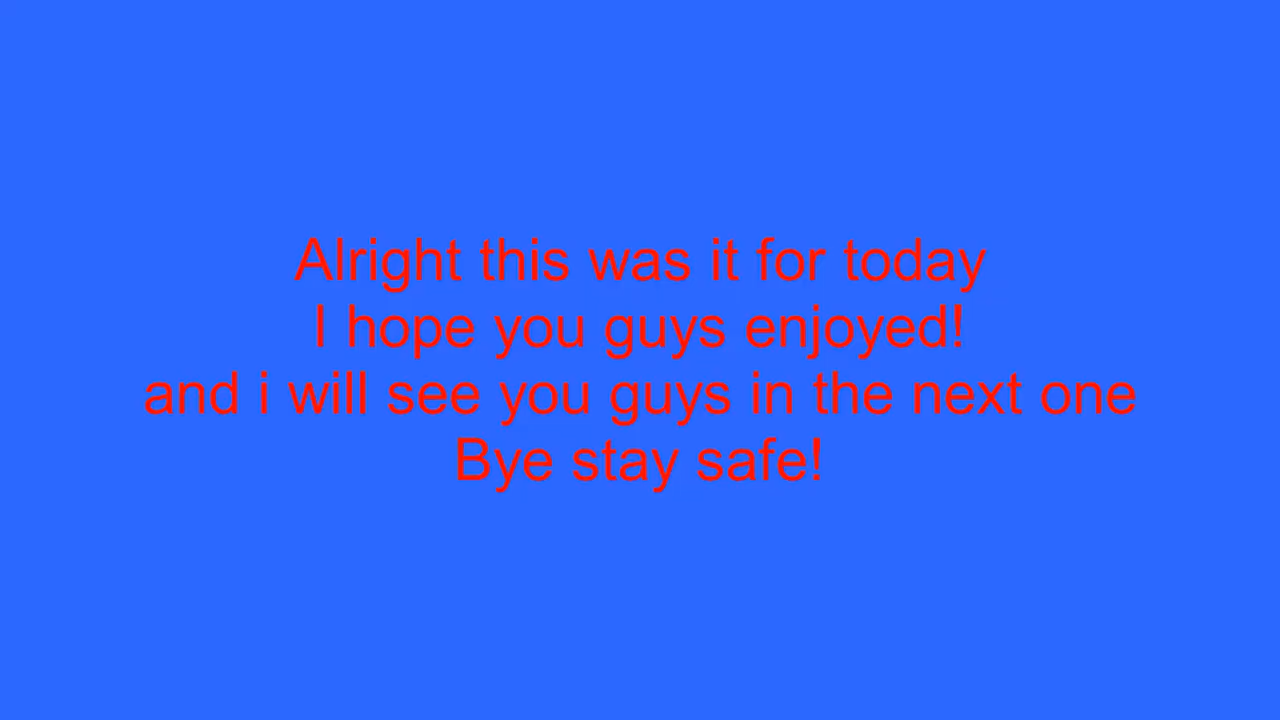 Alright this was it for today
I hope you guys enjoyed!
and i will see you guys in the next one
Bye stay safe!